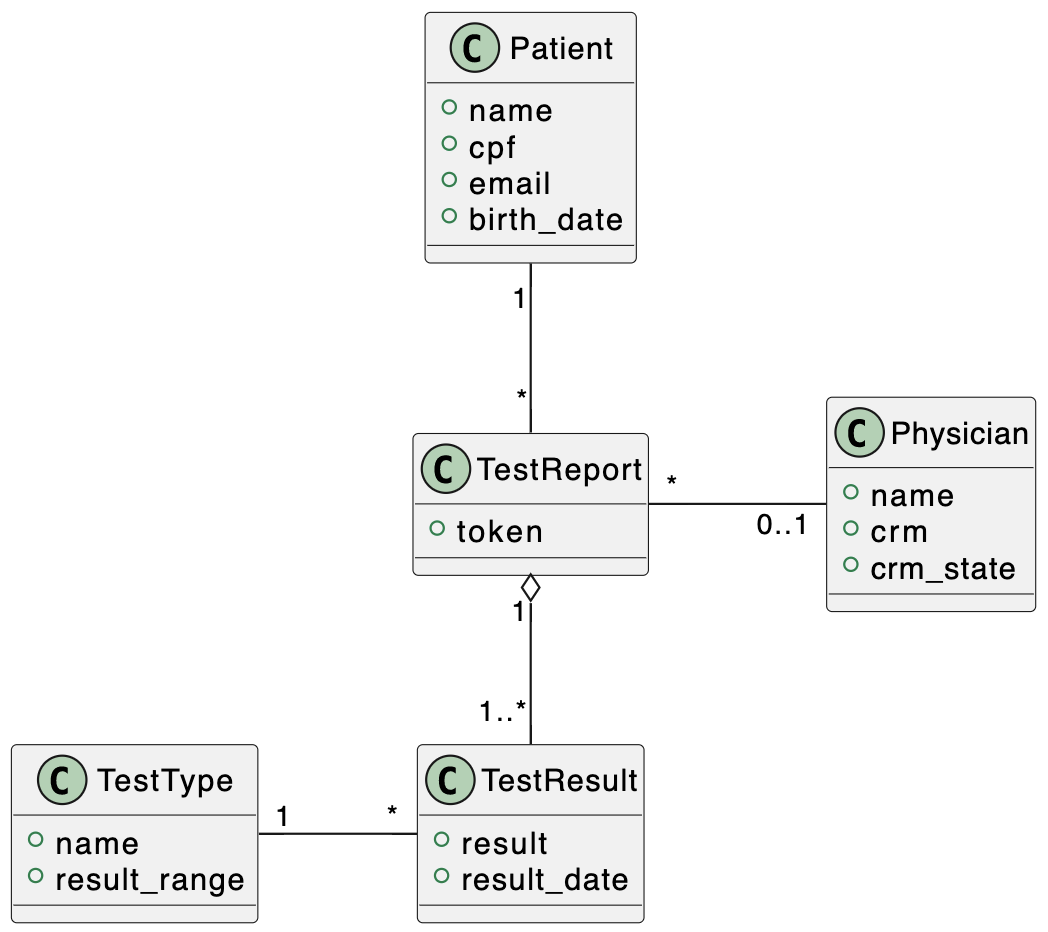 C Patient
name
cpf
email
birth_date
1
*
C TestReport
token
*
0..1
C Physician
name
crm
crm_state
1
1..*
C TestType
name
result_range
1
*
C TestResult
result
result_date